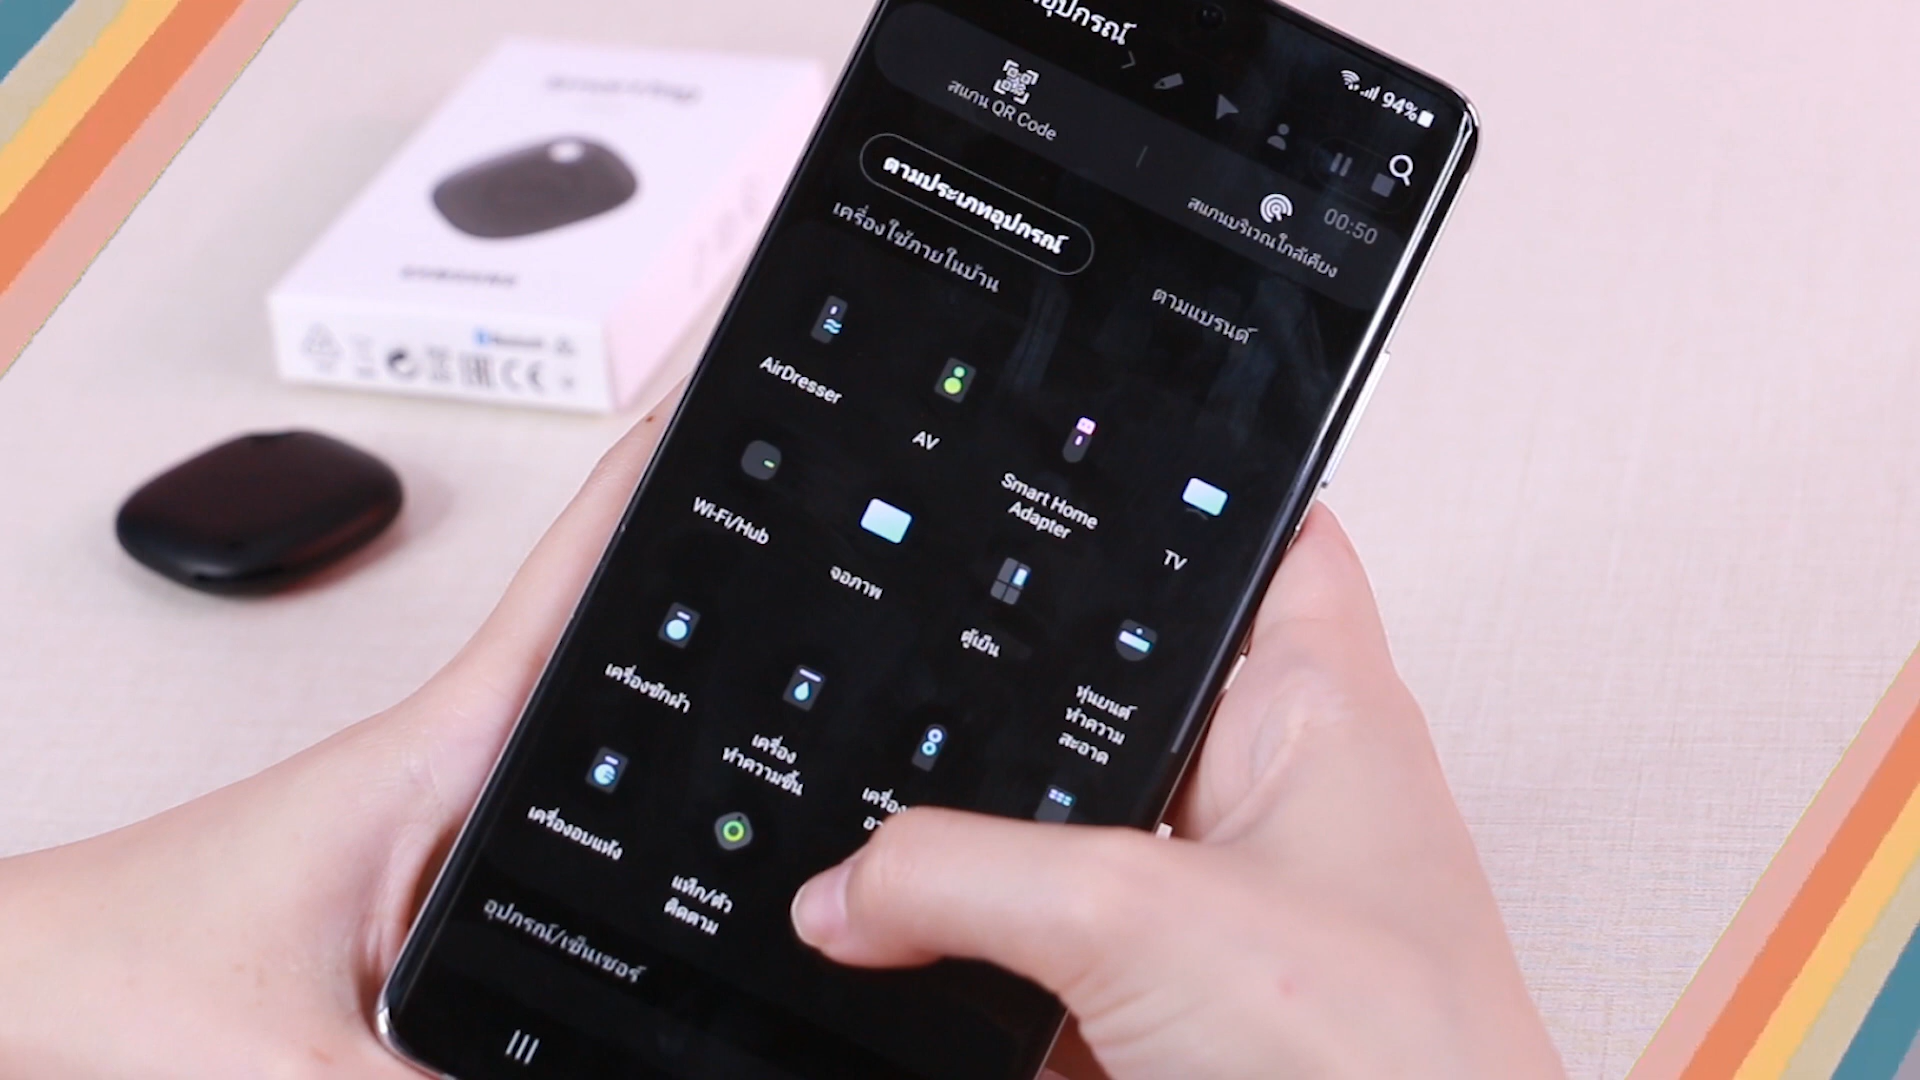 SmartTag
SAMSUNG
Bluetooth
CE
94%
สแกน QR Code
สแกนบริเวณใกล้เคียง
00:50
ตามประเภทอุปกรณ์
ตามแบรนด์
เครื่องใช้ภายในบ้าน
AirDresser
AV
Smart Home
Adapter
TV
Wi-Fi/Hub
จอภาพ
ตู้เย็น
หุ่นยนต์
ทำความ
สะอาด
เครื่องซักผ้า
เครื่อง
ทำความชื้น
เครื่องอบแห้ง
แท็ก/ตัว
ติดตาม
อุปกรณ์/เซ็นเซอร์